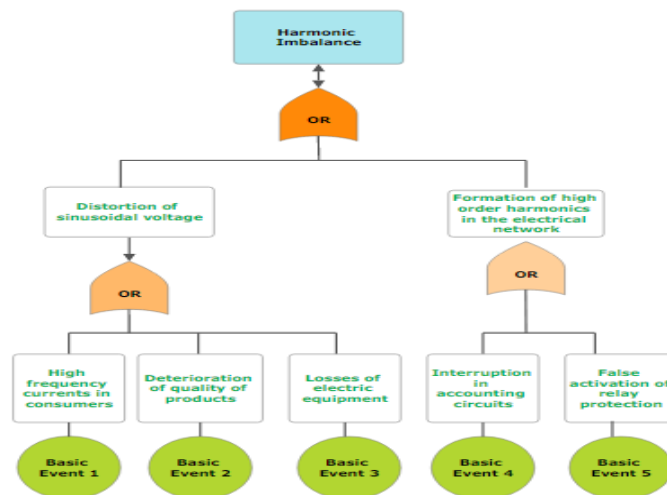 Harmonic
Imbalance
OR
Distortion of
sinusoidal voltage
Formation of high
order harmonics
in the electrical
network
OR
OR
High
frequency
currents in
consumers
Deterioration
of quality of
products
Losses of
electric
equipment
Interruption
in
accounting
circuits
False
activation of
relay
protection
Basic
Event 1
Basic
Event 2
Basic
Event 3
Basic
Event 4
Basic
Event 5